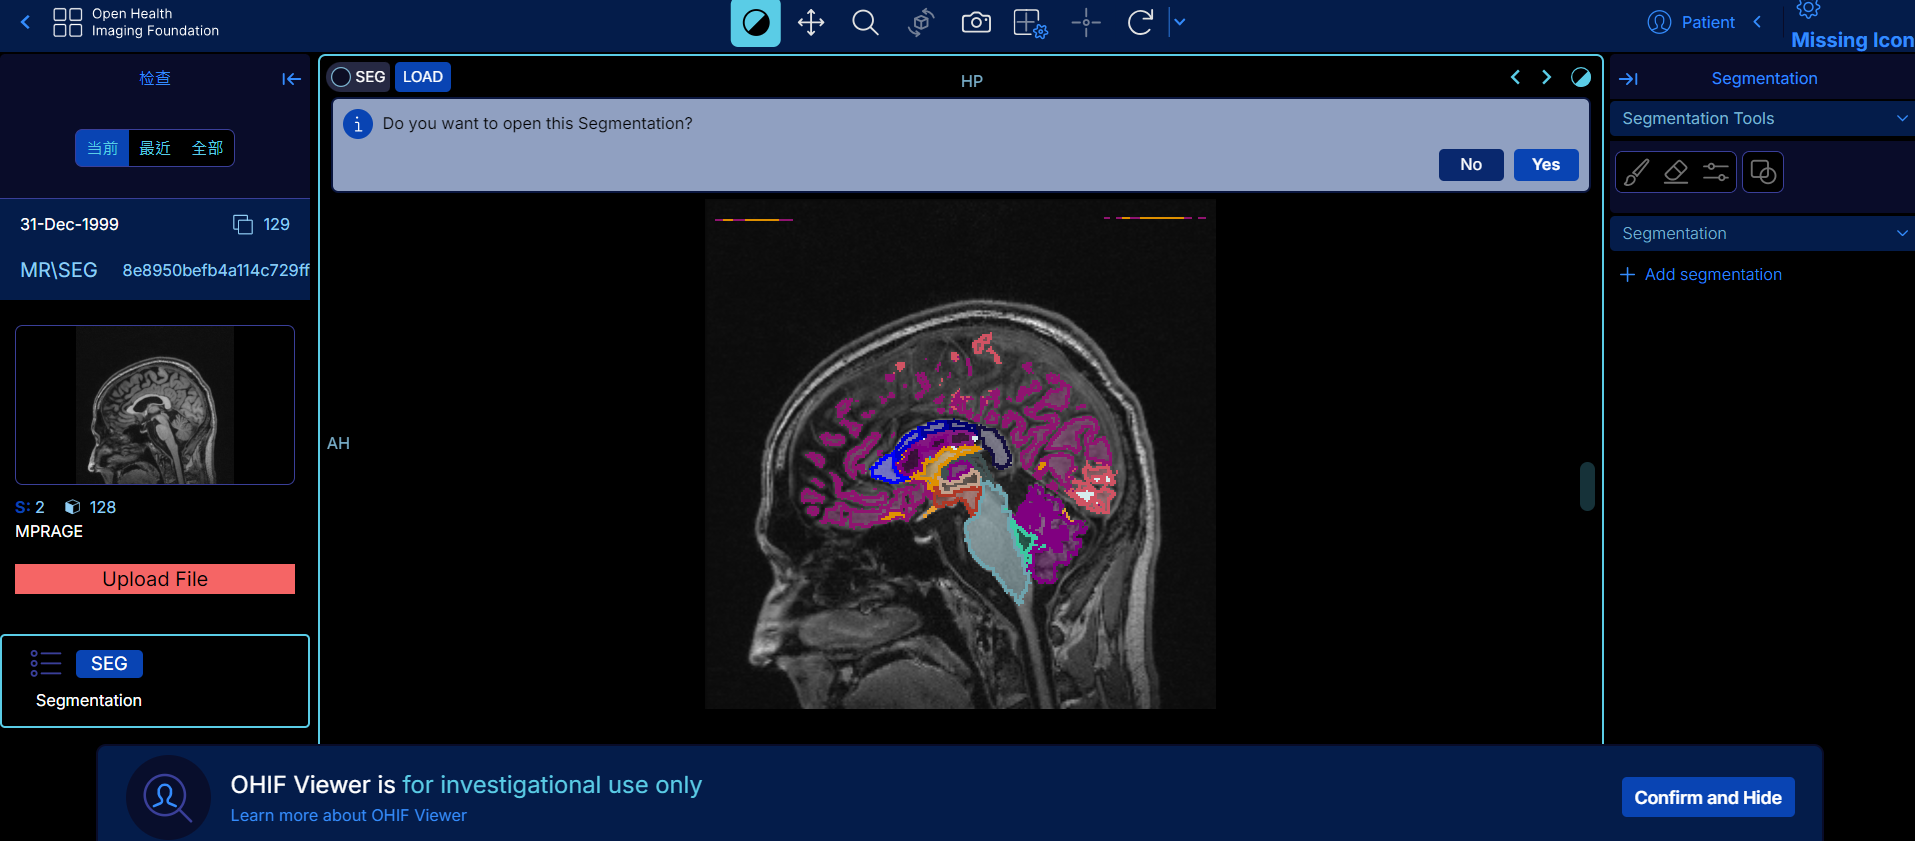 Open Health
Imaging Foundation
Patient
Missing Icon
检查
当前 最近 全部
31-Dec-1999 129
MR\SEG 8e8950befb4a114c729ff
S: 2 128
MPRAGE
Upload File
SEG
Segmentation
SEG LOAD
HP
Do you want to open this Segmentation?
No Yes
AH
Segmentation
Segmentation Tools
Segmentation
Add segmentation
OHIF Viewer is for investigational use only
Learn more about OHIF Viewer
Confirm and Hide